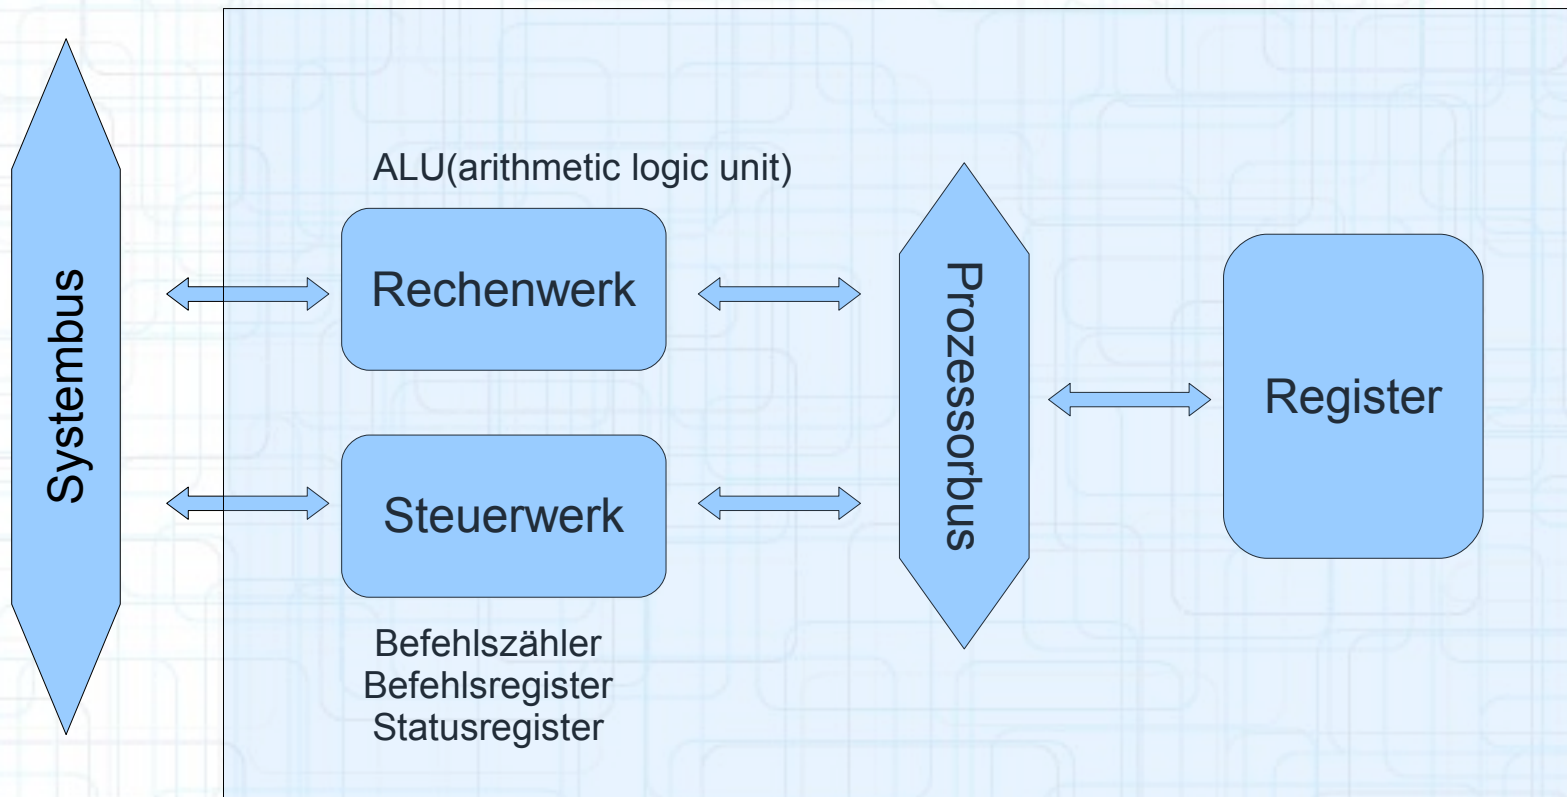 Systembus
ALU(arithmetic logic unit)
Rechenwerk
Steuerwerk
Befehlszähler
Befehlsregister
Statusregister
Prozessorbus
Register